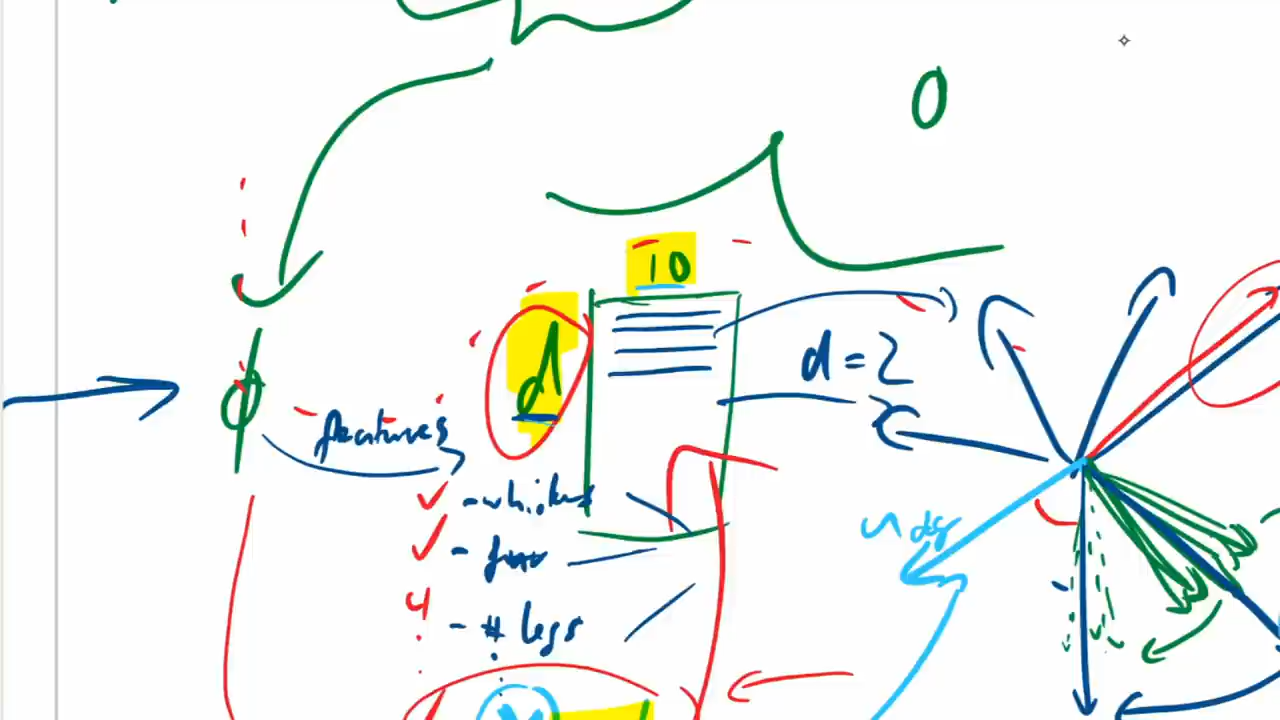 0
10
d
d = 2
φ
features
- whiskers
- fur
- # legs
4